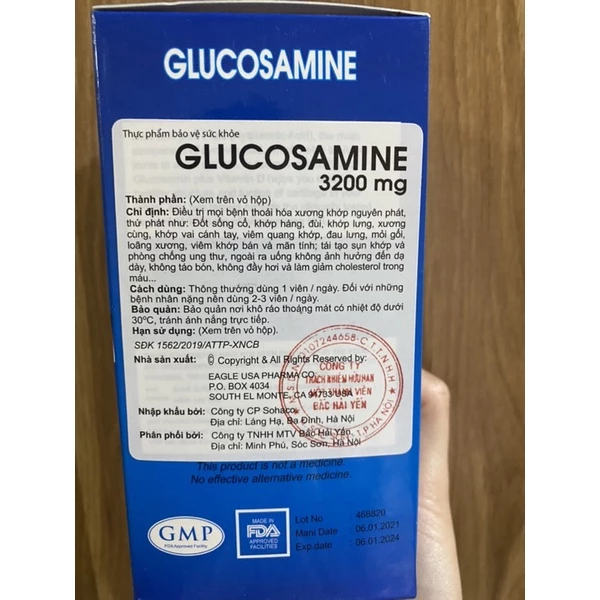 GLUCOSAMINE
Thực phẩm bảo vệ sức khỏe
GLUCOSAMINE
3200 mg
Thành phần: (Xem trên vỏ hộp)
Chỉ định: Điều trị mọi bệnh thoái hóa xương khớp nguyên phát,
thứ phát như: Đốt sống cổ, khớp háng, đùi, khớp lưng, xương
cùng, khớp vai cánh tay, viêm quang khớp, đau lưng, mỏi gối,
loãng xương, viêm khớp bán và mãn tính; tái tạo sụn khớp và
phòng chống ung thư, ngoài ra uống không ảnh hưởng đến dạ
dày, không táo bón, không đầy hơi và làm giảm cholesterol trong
máu...
Cách dùng: Thông thưởng dùng 1 viên / ngày. Đối với những
bệnh nhân nặng nên dùng 2-3 viên / ngày.
Bảo quản: Bảo quản nơi khô ráo thoáng mát có nhiệt độ dưới
30ºC, tránh ánh nắng trực tiếp.
Hạn sử dụng: (Xem trên vỏ hộp).
SĐK 1562/2019/ATTP-XNCB
Nhà sản xuất: © Copyright & All Rights Reserved by:
EAGLE USA PHARMA CO.
P.O. BOX 4034
SOUTH EL MONTE, CA 91733 USA
Nhập khẩu bởi: Công ty CP Sohaco
Địa chỉ: Láng Hạ, Ba Đình, Hà Nội
Phân phối bởi: Công ty TNHH MTV Bắc Hải Yến,
Địa chỉ: Minh Phú, Sóc Sơn, Hà Nội
CÔNG TY
TRÁCH NHIỆM HỮU HẠN
MỘT THÀNH VIÊN
BẮC HẢI YẾN
T.P HÀ NỘI
This product is not a medicine.
No effective alternative medicine.
GMP
FDA Approved Facility
MADE IN
FDA
APPROVED
FACILITIES
Lot No 468820
Mani Date 06.01.2021
Exp.date 06.01.2024